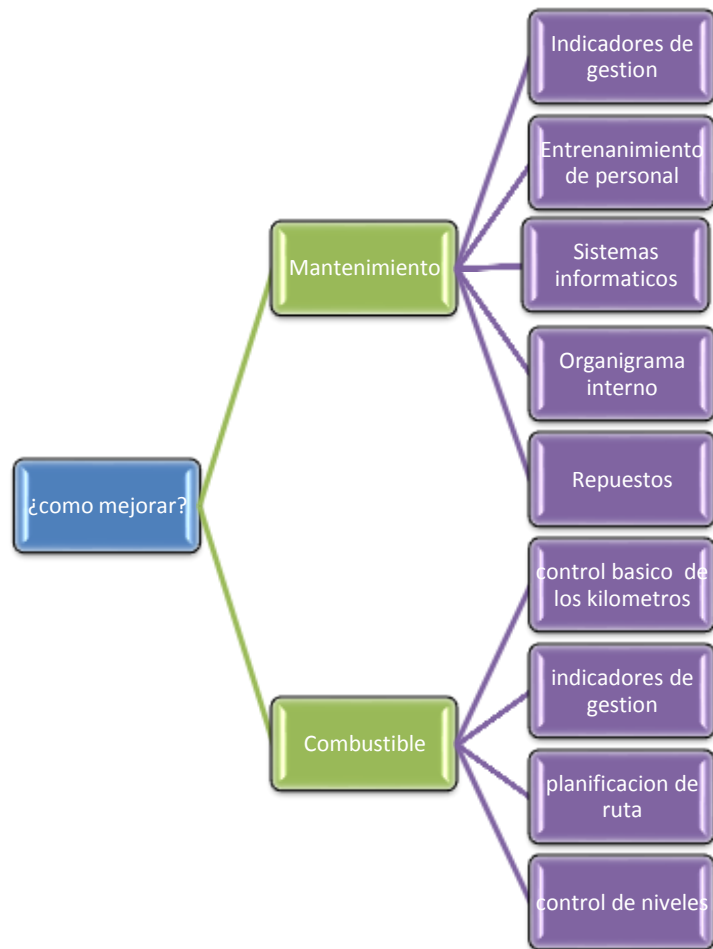 ¿como mejorar?
Mantenimiento
Indicadores de
gestion
Entrenanimiento
de personal
Sistemas
informaticos
Organigrama
interno
Repuestos
Combustible
control basico de
los kilometros
indicadores de
gestion
planificacion de
ruta
control de niveles